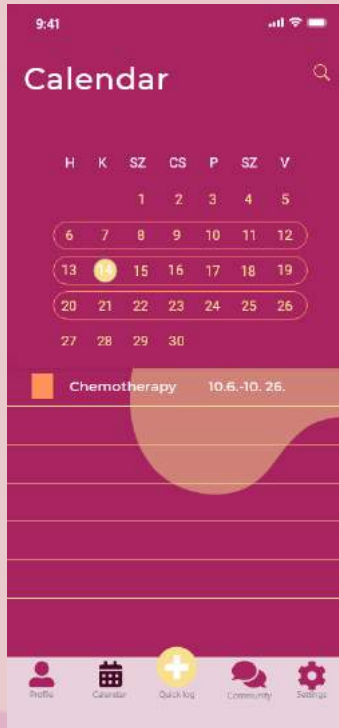 9:41
Calendar
H K SZ CS P SZ V
1 2 3 4 5
6 7 8 9 10 11 12
13 14 15 16 17 18 19
20 21 22 23 24 25 26
27 28 29 30
Chemotherapy 10.6.-10. 26.
Profile Calendar Quick log Community Settings